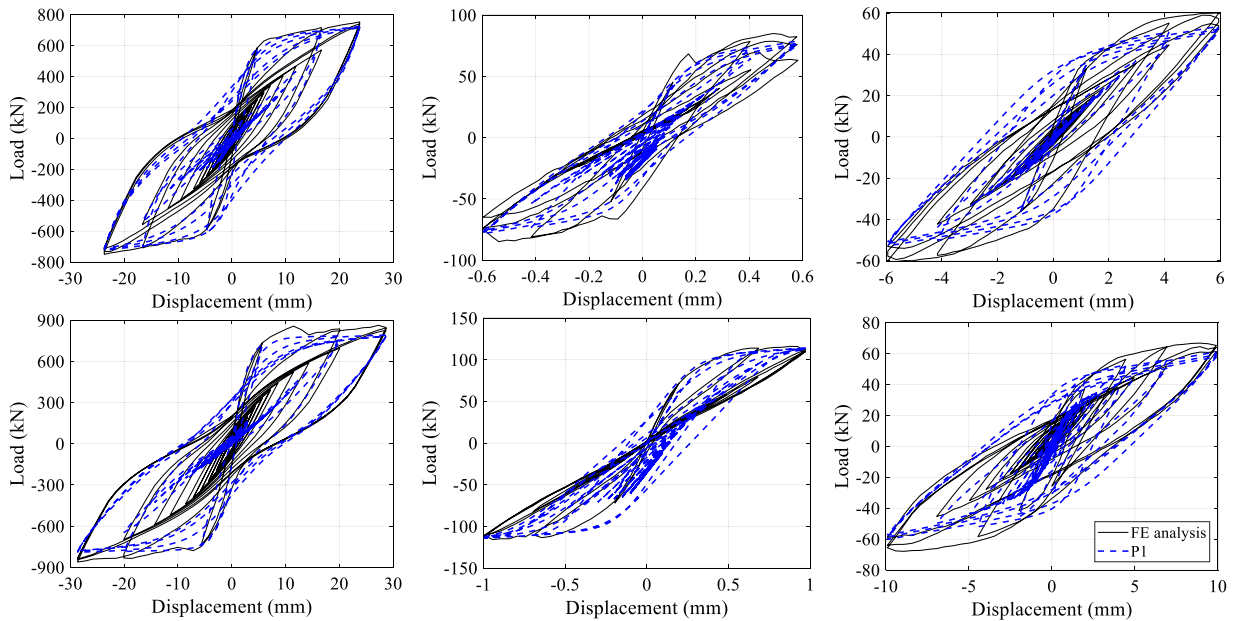 800
600
400
200
0
-200
-400
-600
-800
-30 -20 -10 0 10 20 30
Load (kN)
Displacement (mm)
100
50
0
-50
-100
-0.6 -0.4 -0.2 0 0.2 0.4 0.6
Load (kN)
Displacement (mm)
60
40
20
0
-20
-40
-60
-6 -4 -2 0 2 4 6
Load (kN)
Displacement (mm)
900
600
300
0
-300
-600
-900
-30 -20 -10 0 10 20 30
Load (kN)
Displacement (mm)
150
100
50
0
-50
-100
-150
-1 -0.5 0 0.5 1
Load (kN)
Displacement (mm)
80
60
40
20
0
-20
-40
-60
-80
-10 -5 0 5 10
Load (kN)
Displacement (mm)
FE analysis
P1